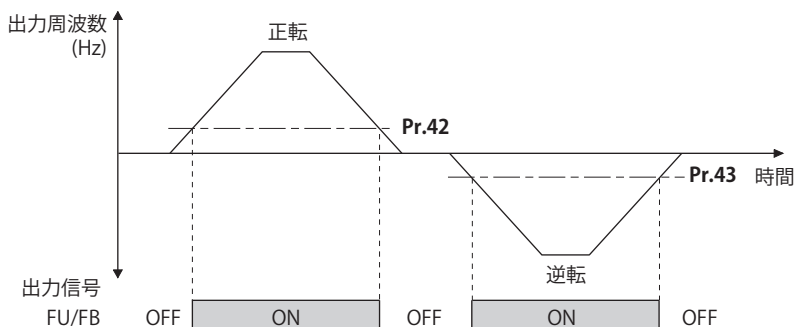 出力周波数
(Hz)
正転
Pr.42
Pr.43 時間
逆転
出力信号
FU/FB OFF ON OFF ON OFF